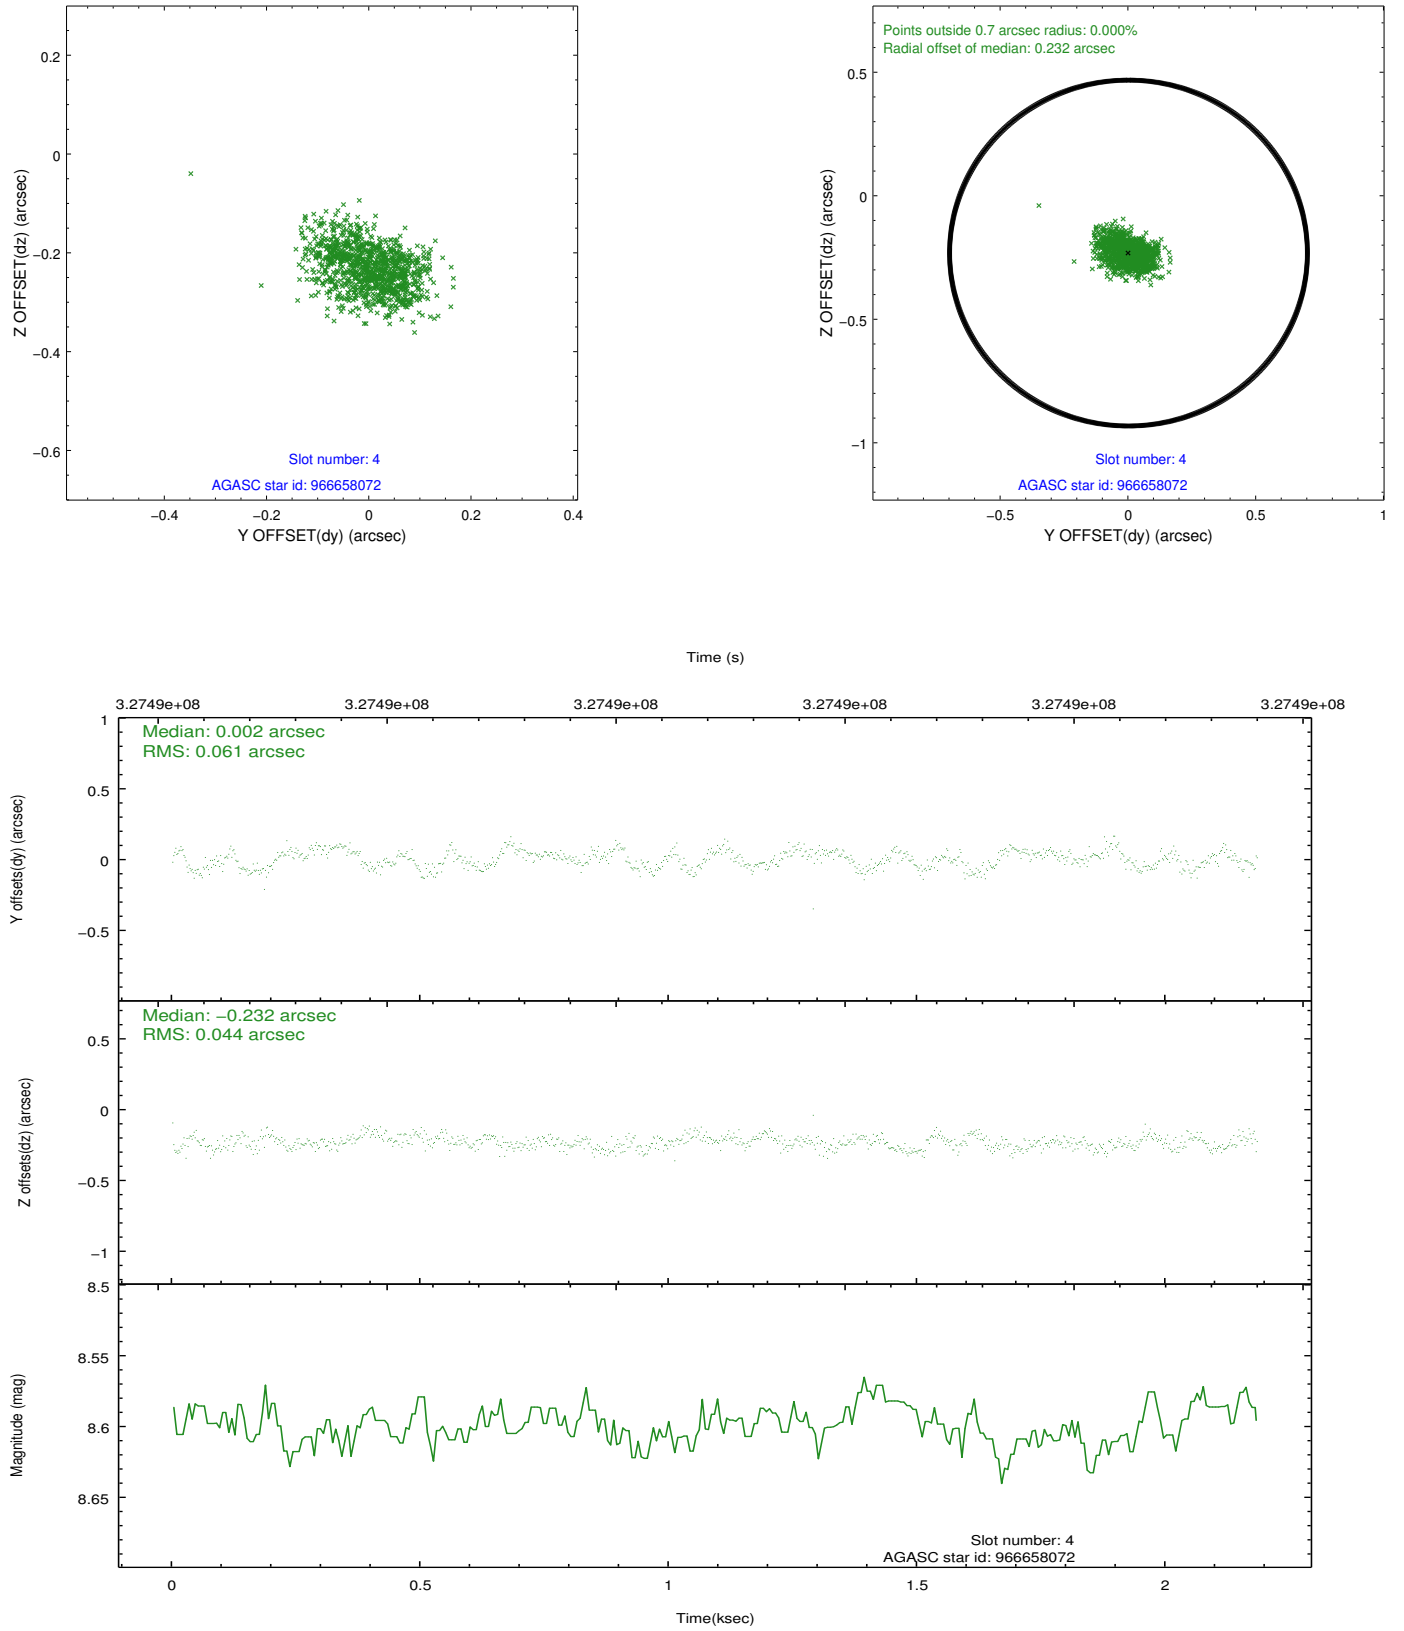 0.2
0
−0.2
−0.4
−0.6
Z OFFSET(dz) (arcsec)
Slot number: 4
AGASC star id: 966658072
−0.4 −0.2 0 0.2 0.4
Y OFFSET(dy) (arcsec)
Points outside 0.7 arcsec radius: 0.000%
Radial offset of median: 0.232 arcsec
0.5
0
−0.5
−1
Z OFFSET(dz) (arcsec)
Slot number: 4
AGASC star id: 966658072
−0.5 0 0.5 1
Y OFFSET(dy) (arcsec)
Time (s)
3.2749e+08 3.2749e+08 3.2749e+08 3.2749e+08 3.2749e+08 3.2749e+08
Median: 0.002 arcsec
RMS: 0.061 arcsec
1
0.5
0
−0.5
Y offsets(dy) (arcsec)
Median: −0.232 arcsec
RMS: 0.044 arcsec
0.5
0
−0.5
−1
Z offsets(dz) (arcsec)
8.5
8.55
8.6
8.65
Magnitude (mag)
Slot number: 4
AGASC star id: 966658072
0 0.5 1 1.5 2
Time(ksec)